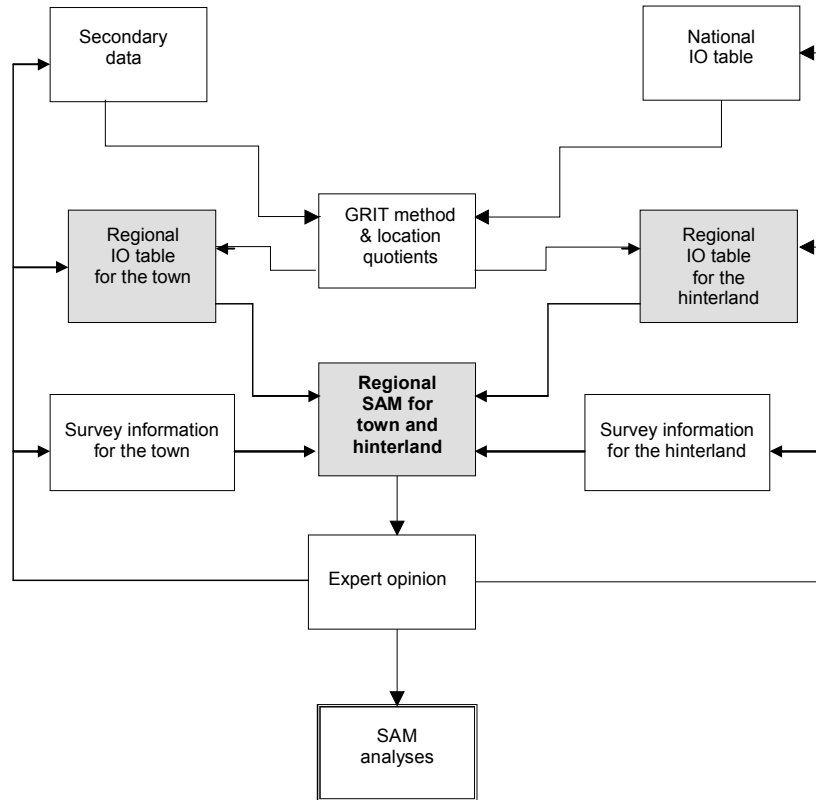 Secondary
data
National
IO table
GRIT method
& location
quotients
Regional
IO table
for the town
Regional
IO table
for the
hinterland
Regional
SAM for
town and
hinterland
Survey information
for the town
Survey information
for the hinterland
Expert opinion
SAM
analyses